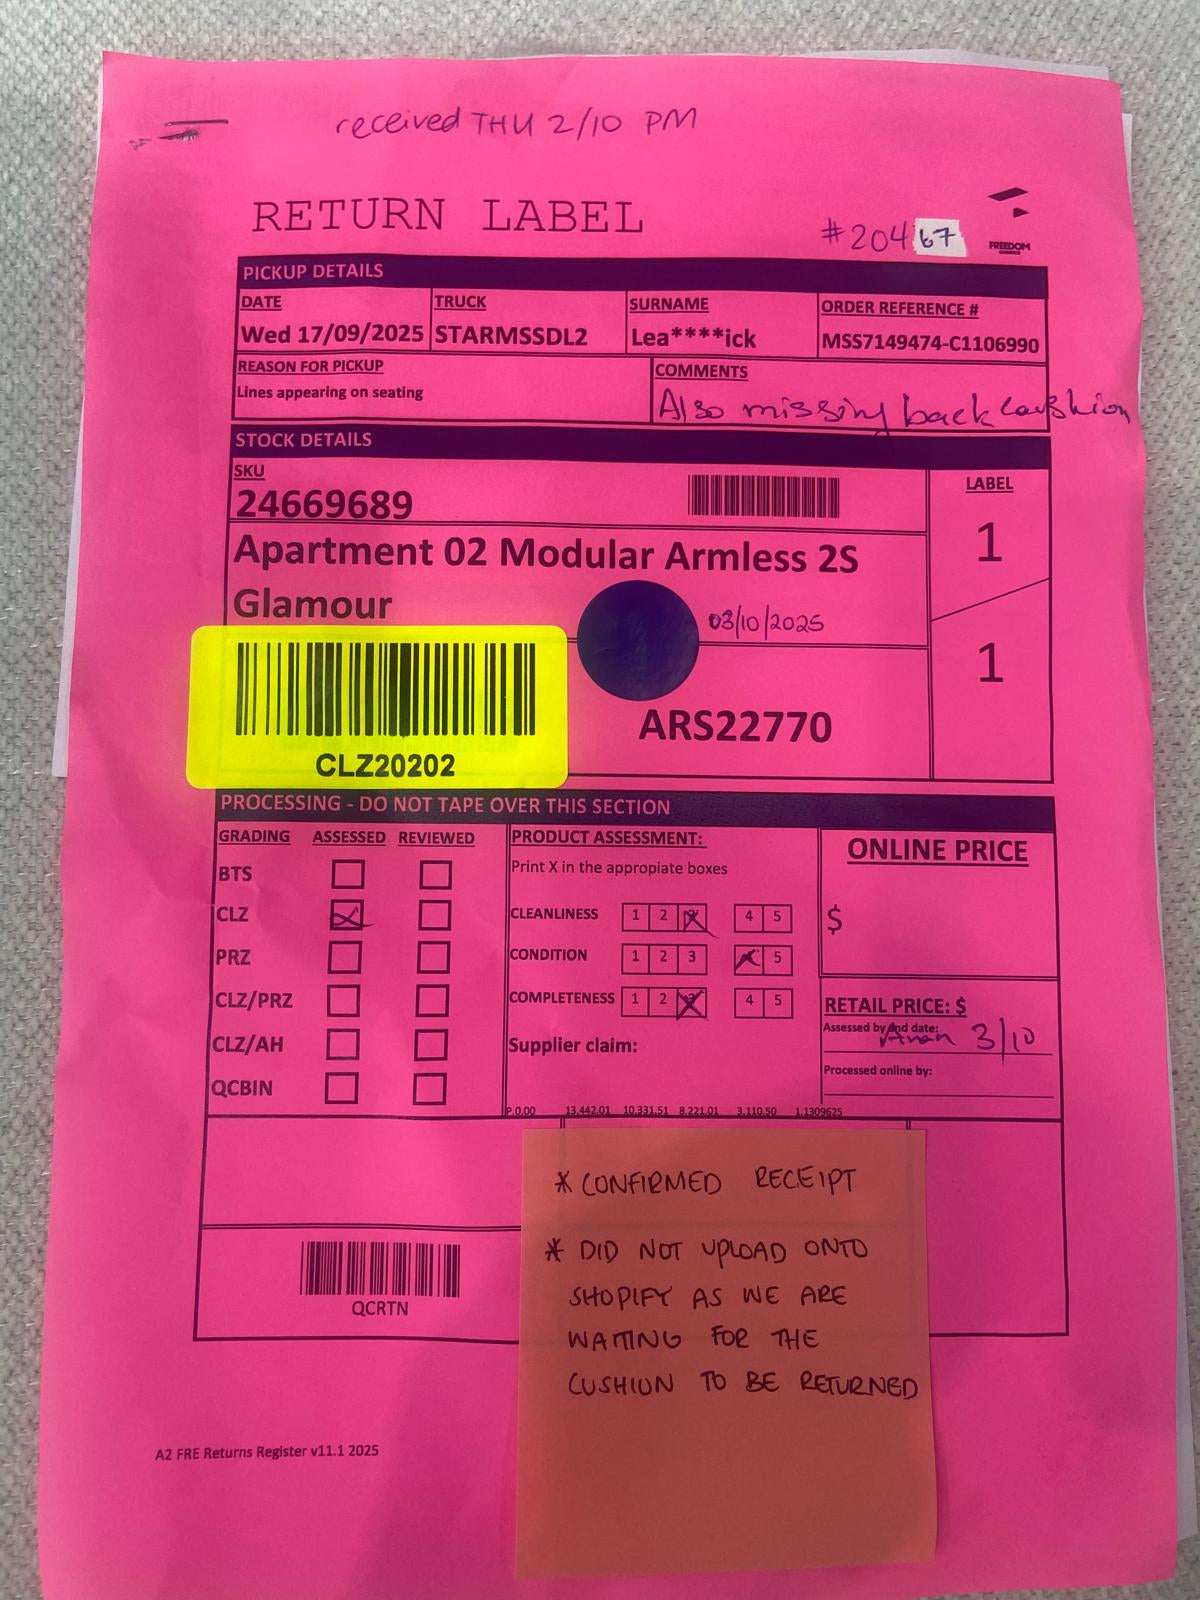 received THU 2/10 PM
RETURN LABEL
#20467
FREEDOM
PICKUP DETAILS
DATE TRUCK SURNAME ORDER REFERENCE #
Wed 17/09/2025 STARMSSDL2 Lea****ick MSS7149474-C1106990
REASON FOR PICKUP COMMENTS
Lines appearing on seating Also missing back
STOCK DETAILS
SKU LABEL
24669689
1
Apartment 02 Modular Armless 2S
Glamour
03/10/2025
1
ARS22770
CLZ20202
PROCESSING - DO NOT TAPE OVER THIS SECTION
GRADING ASSESSED REVIEWED PRODUCT ASSESSMENT: ONLINE PRICE
BTS Print X in the appropiate boxes
CLZ X CLEANLINESS 1 2 3 4 5 $
PRZ CONDITION 1 2 3 X 5
CLZ/PRZ COMPLETENESS 1 2 3 4 5 RETAIL PRICE: $
Assessed by and date:
3/10
CLZ/AH Supplier claim:
Processed online by:
QCBIN
P.0.00 13.442.01 10.331.51 8.221.01 3.110.50 1.1309625
* CONFIRMED RECEIPT
* DID NOT UPLOAD ONTO
SHOPIFY AS WE ARE
WAITING FOR THE
CUSHION TO BE RETURNED
QCRTN
A2 FRE Returns Register v11.1 2025